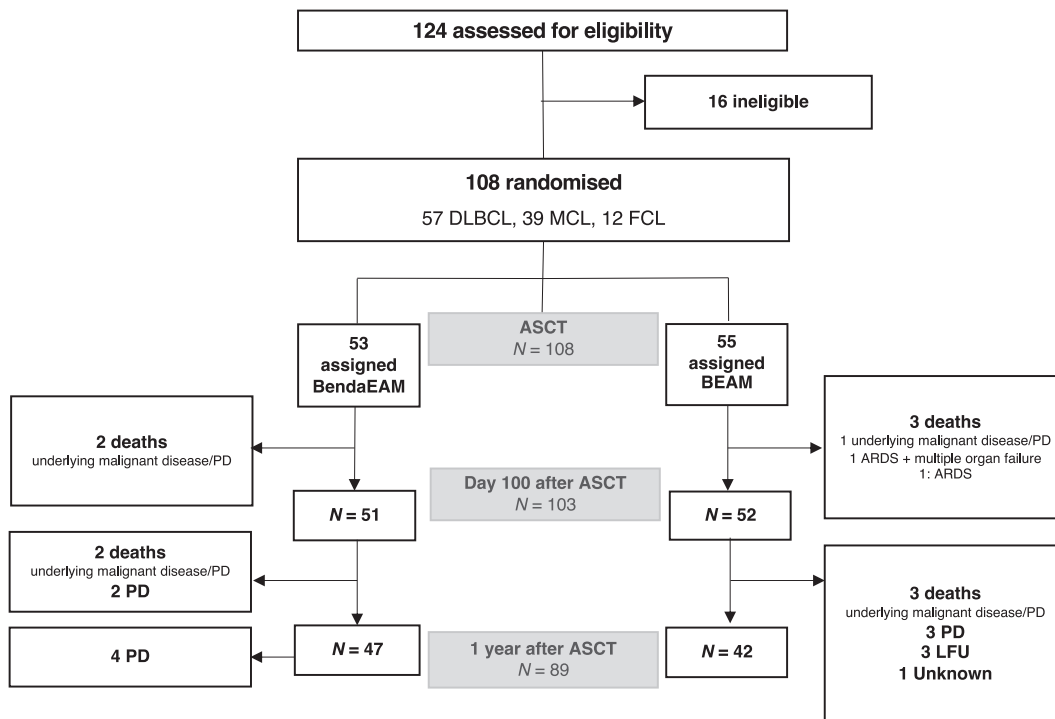 124 assessed for eligibility
16 ineligible
108 randomised
57 DLBCL, 39 MCL, 12 FCL
53
assigned
BendaEAM
ASCT
N = 108
55
assigned
BEAM
2 deaths
underlying malignant disease/PD
3 deaths
1 underlying malignant disease/PD
1 ARDS + multiple organ failure
1: ARDS
N = 51
Day 100 after ASCT
N = 103
N = 52
2 deaths
underlying malignant disease/PD
2 PD
3 deaths
underlying malignant disease/PD
3 PD
3 LFU
1 Unknown
4 PD
N = 47
1 year after ASCT
N = 89
N = 42